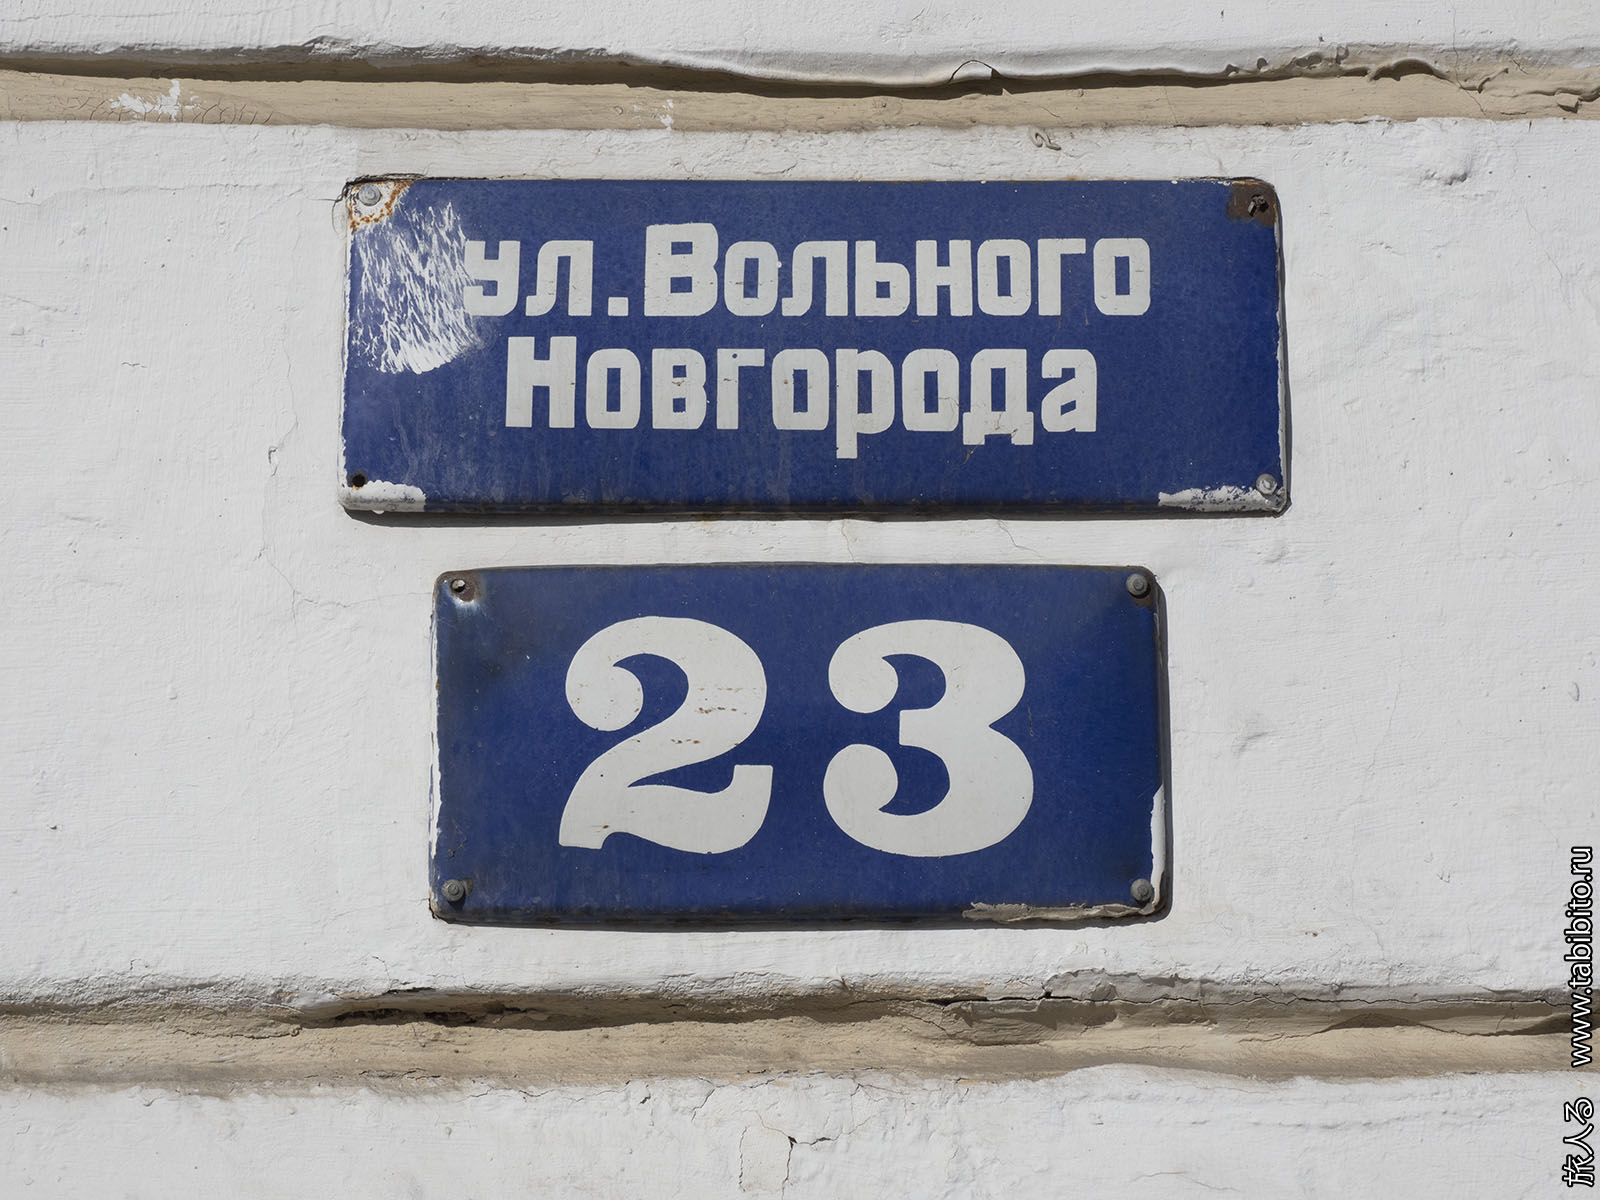 ул. Вольного
Новгорода
23
www.tabibito.ru
旅人る